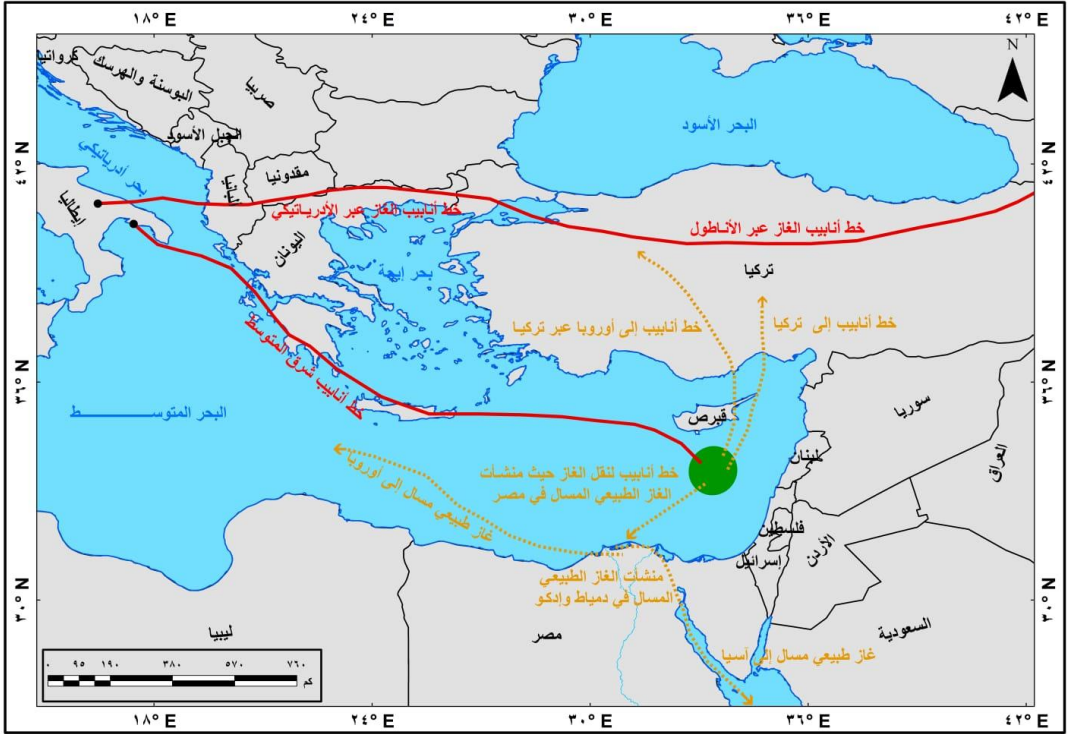 ١٨° E ٢٤° E ٣٠° E ٣٦° E ٤٢° E
N
كرواتيا
البوسنة والهرسك
صربيا
البحر الأسود
الجبل الأسود
٤٢° N ٤٢° N
بحر أدرياتيكي
ألبانيا
مقدونيا
إيطاليا
خط أنابيب الغاز عبر الأدرياتيكي
خط أنابيب الغاز عبر الأناطول
اليونان
بحر إيجة
تركيا
خط أنابيب إلى أوروبا عبر تركيا
خط أنابيب إلى تركيا
خط أنابيب شرق المتوسط
٣٦° N ٣٦° N
البحر المتوســـــــــــط
قبرص
سوريا
لبنان
العراق
خط أنابيب لنقل الغاز حيث منشآت
الغاز الطبيعي المسال في مصر
غاز طبيعي مسال إلى أوروبا
فلسطين
إسرائيل
الأردن
منشآت الغاز الطبيعي
المسال في دمياط وإدكو
٣٠° N ٣٠° N
ليبيا
مصر
السعودية
غاز طبيعي مسال إلى آسيا
٠ ٩٥ ١٩٠ ٣٨٠ ٥٧٠ ٧٦٠
كم
١٨° E ٢٤° E ٣٠° E ٣٦° E ٤٢° E